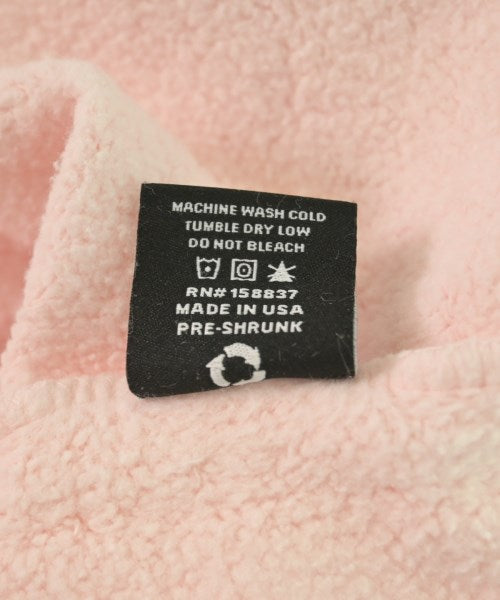 MACHINE WASH COLD
TUMBLE DRY LOW
DO NOT BLEACH
RN# 158837
MADE IN USA
PRE-SHRUNK